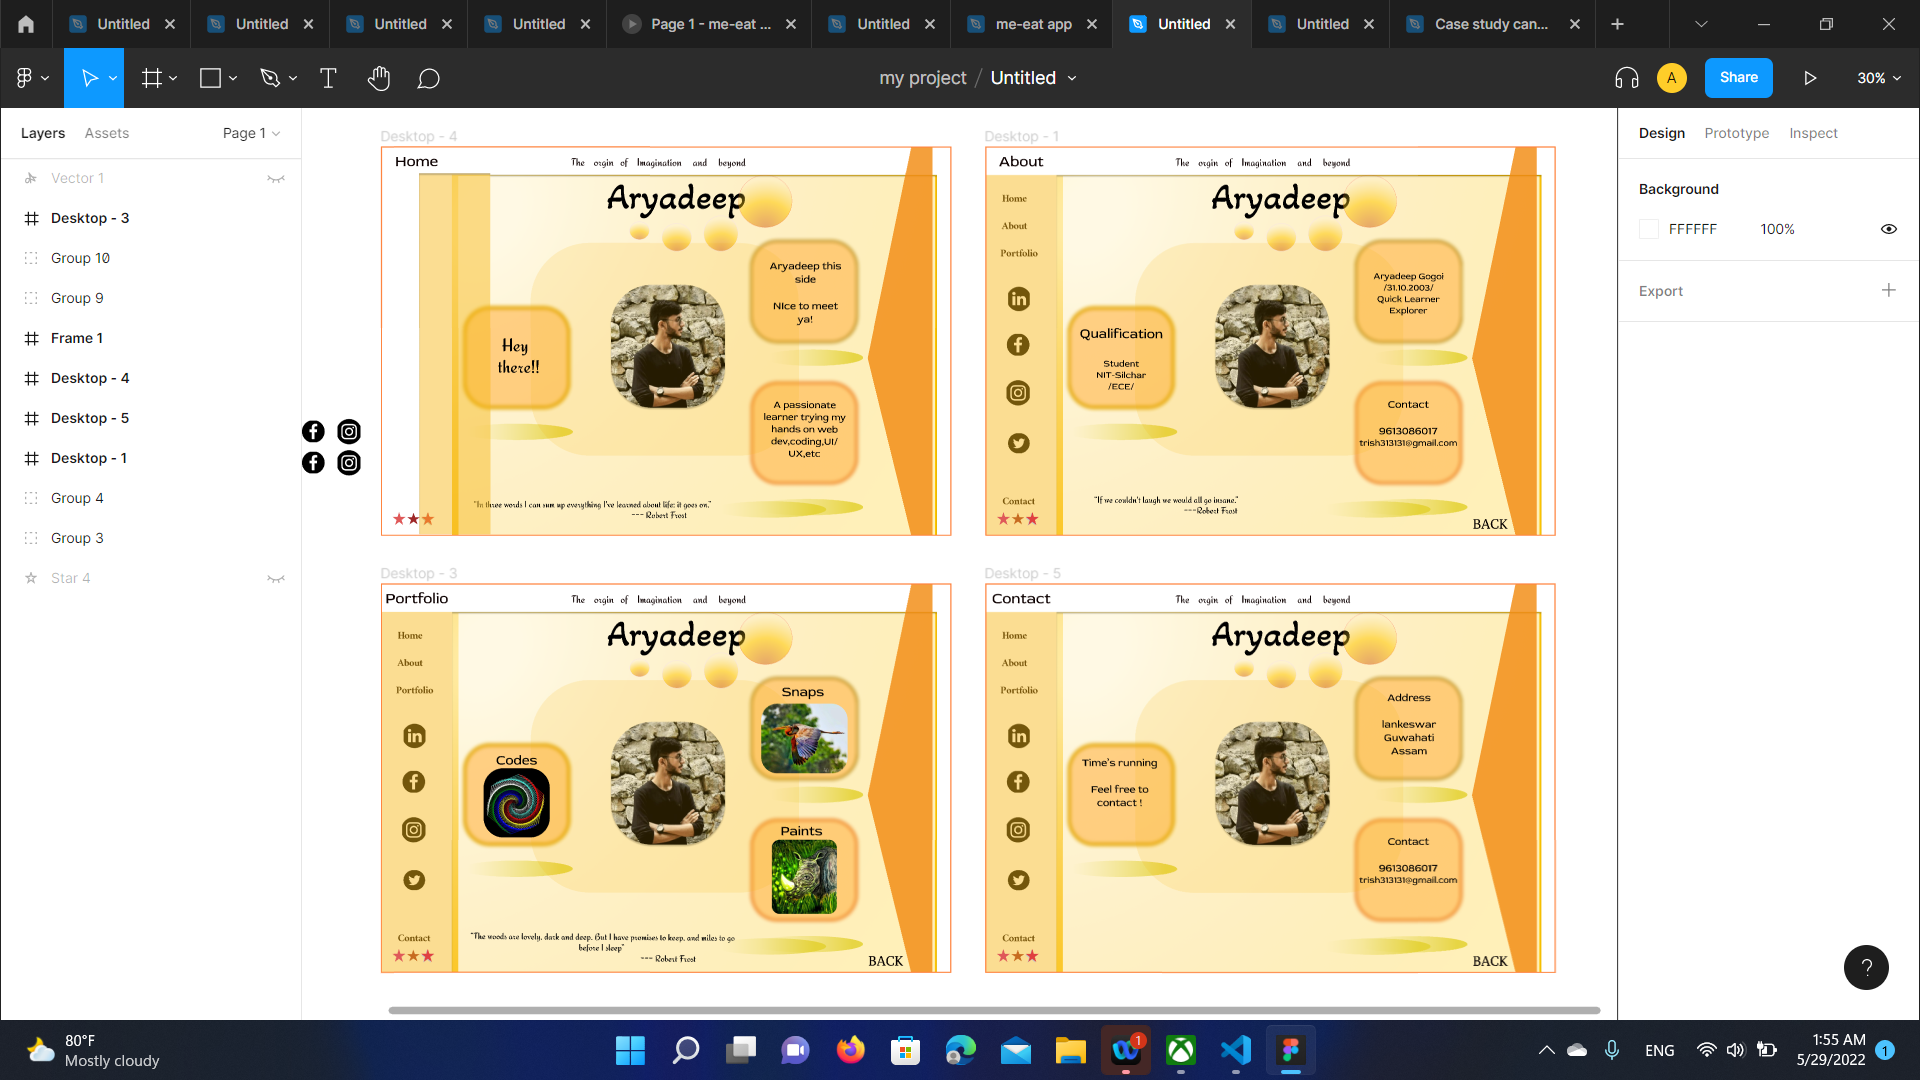 Untitled
Untitled
Untitled
Untitled
Page 1 - me-eat ...
Untitled
me-eat app
Untitled
Untitled
Case study can...
my project / Untitled
A
Share
30%
Layers
Assets
Page 1
Vector 1
Desktop - 3
Group 10
Group 9
Frame 1
Desktop - 4
Desktop - 5
Desktop - 1
Group 4
Group 3
Star 4
Desktop - 4
Home
The orgin of Imagination and beyond
Aryadeep
Aryadeep this
side
NIce to meet
ya!
Hey
there!!
A passionate
learner trying my
hands on web
dev,coding,UI/
UX,etc
"In three words I can sum up everything I've learned about life: it goes on."
--- Robert Frost
Desktop - 1
About
The orgin of Imagination and beyond
Aryadeep
Home
About
Portfolio
Aryadeep Gogoi
/31.10.2003/
Quick Learner
Explorer
Qualification
Student
NIT-Silchar
/ECE/
Contact
9613086017
trish313131@gmail.com
"If we couldn't laugh we would all go insane."
---Robert Frost
Contact
BACK
Desktop - 3
Portfolio
The orgin of Imagination and beyond
Aryadeep
Home
About
Portfolio
Snaps
Codes
Paints
"The woods are lovely, dark and deep. But I have promises to keep, and miles to go
before I sleep"
--- Robert Frost
Contact
BACK
Desktop - 5
Contact
The orgin of Imagination and beyond
Aryadeep
Home
About
Portfolio
Address
lankeswar
Guwahati
Assam
Time's running
Feel free to
contact !
Contact
9613086017
trish313131@gmail.com
Contact
BACK
Design
Prototype
Inspect
Background
FFFFFF
100%
Export
?
80°F
Mostly cloudy
1
ENG
1:55 AM
5/29/2022
1